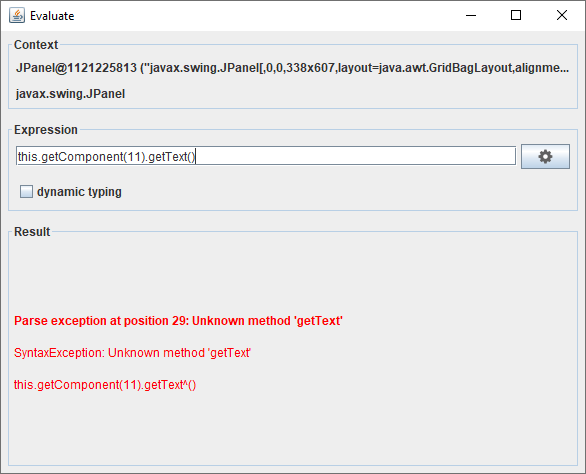 Evaluate
Context
JPanel@1121225813 ("javax.swing.JPanel[,0,0,338x607,layout=java.awt.GridBagLayout,alignme...
javax.swing.JPanel
Expression
this.getComponent(11).getText()
dynamic typing
Result
Parse exception at position 29: Unknown method 'getText'
SyntaxException: Unknown method 'getText'
this.getComponent(11).getText^()